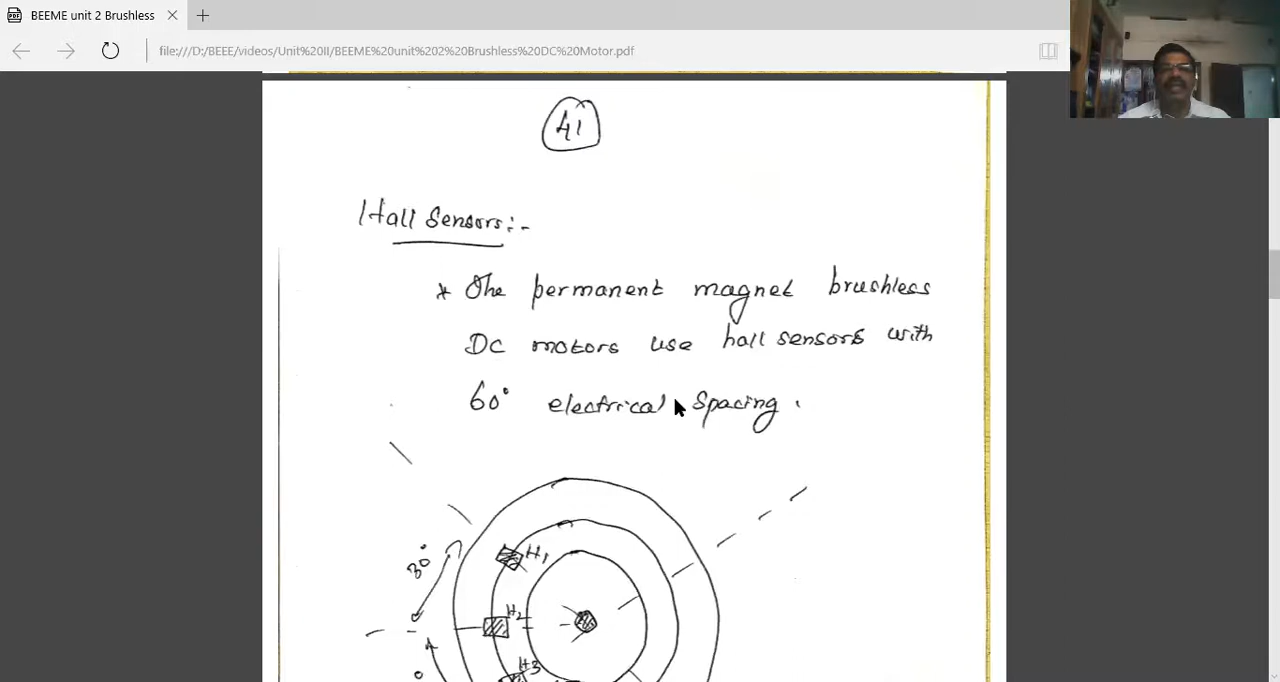 BEEME unit 2 Brushless
file:///D:/BEEE/videos/Unit%20II/BEEME%20unit%202%20Brushless%20DC%20Motor.pdf
41
Hall Sensors:-
* The permanent magnet brushless
DC motors use hall sensors with
60° electrical spacing.
30°
H1
H2
H3